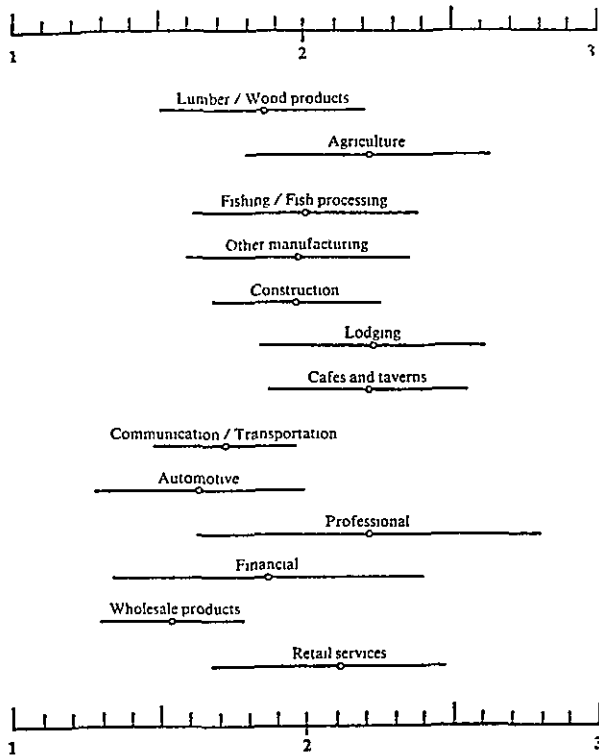 1 2 3
Lumber / Wood products
Agriculture
Fishing / Fish processing
Other manufacturing
Construction
Lodging
Cafes and taverns
Communication / Transportation
Automotive
Professional
Financial
Wholesale products
Retail services
1 2 3